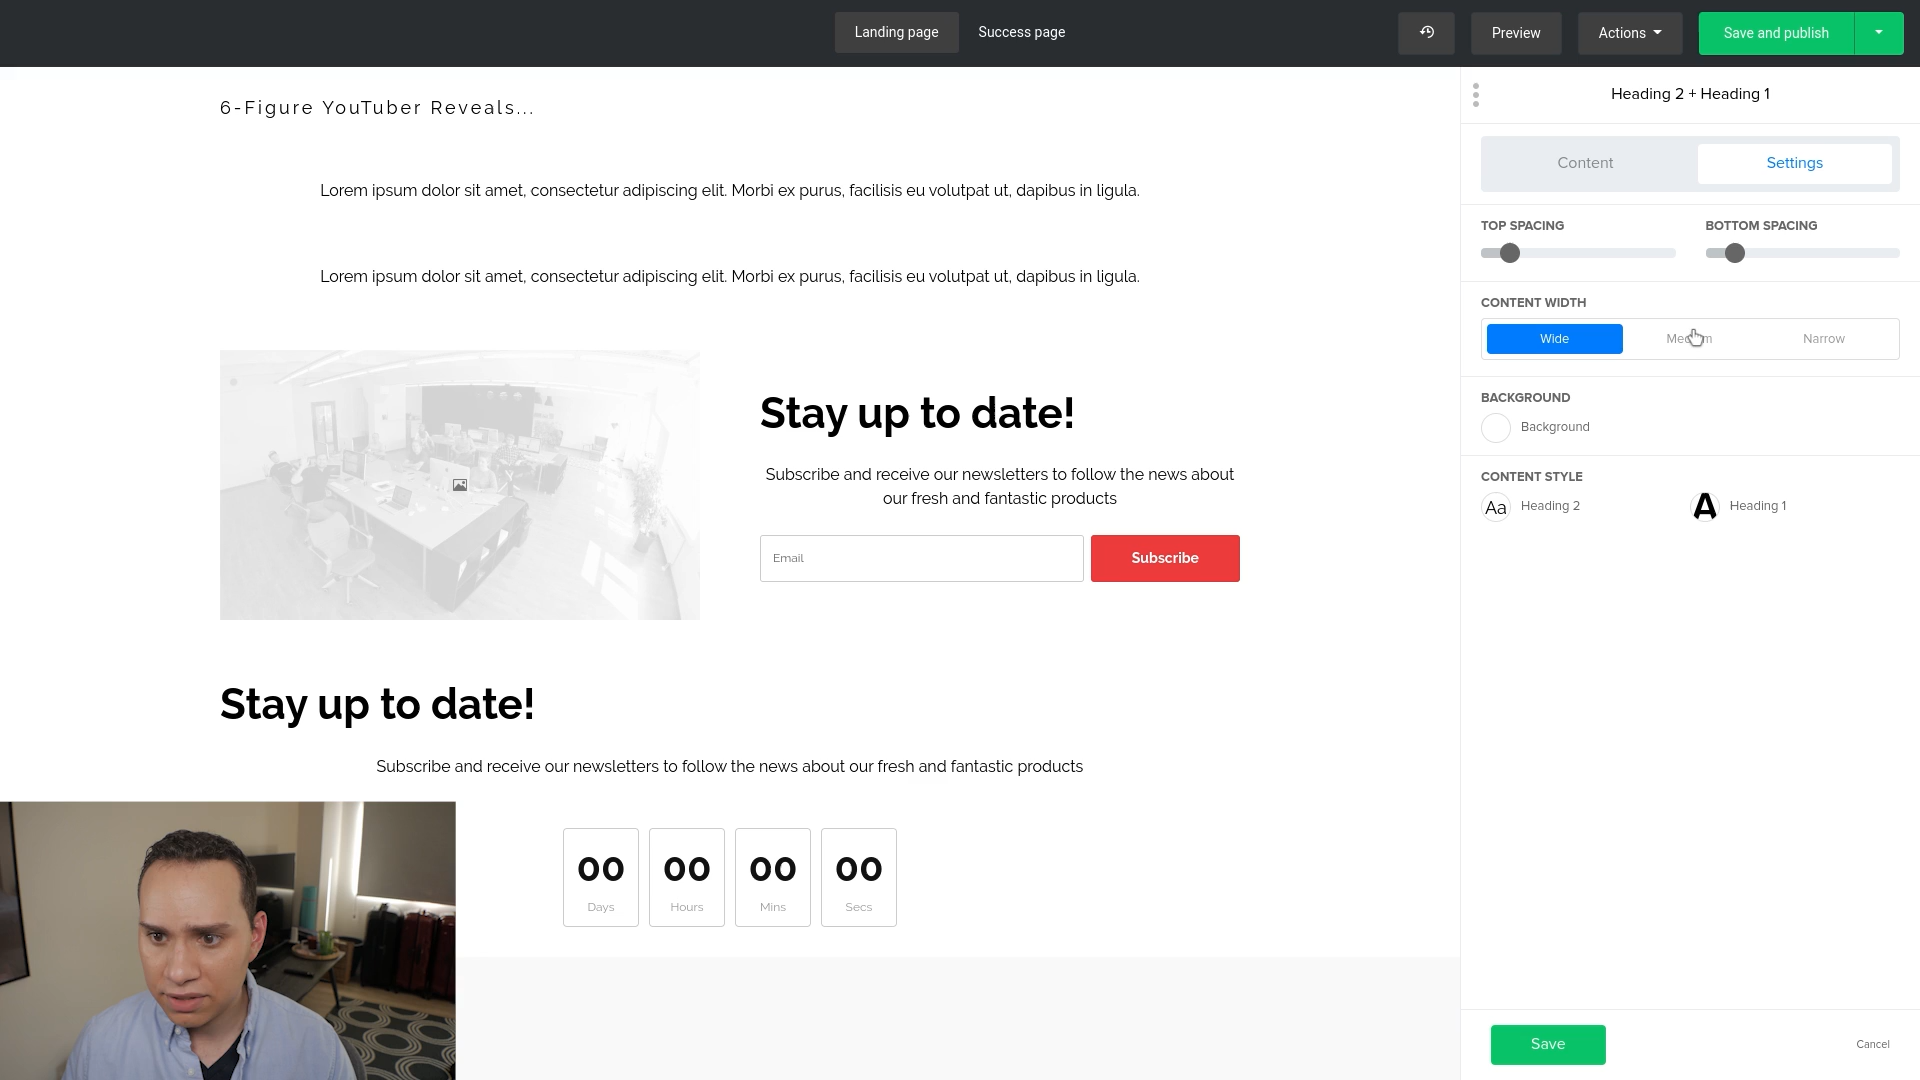 Landing page
Success page
Preview
Actions
Save and publish
6-Figure YouTuber Reveals...
Lorem ipsum dolor sit amet, consectetur adipiscing elit. Morbi ex purus, facilisis eu volutpat ut, dapibus in ligula.
Lorem ipsum dolor sit amet, consectetur adipiscing elit. Morbi ex purus, facilisis eu volutpat ut, dapibus in ligula.
Stay up to date!
Subscribe and receive our newsletters to follow the news about
our fresh and fantastic products
Email
Subscribe
Stay up to date!
Subscribe and receive our newsletters to follow the news about our fresh and fantastic products
00 00 00 00
Days Hours Mins Secs
Heading 2 + Heading 1
Content
Settings
TOP SPACING
BOTTOM SPACING
CONTENT WIDTH
Wide
Medium
Narrow
BACKGROUND
Background
CONTENT STYLE
Aa Heading 2
A Heading 1
Save
Cancel